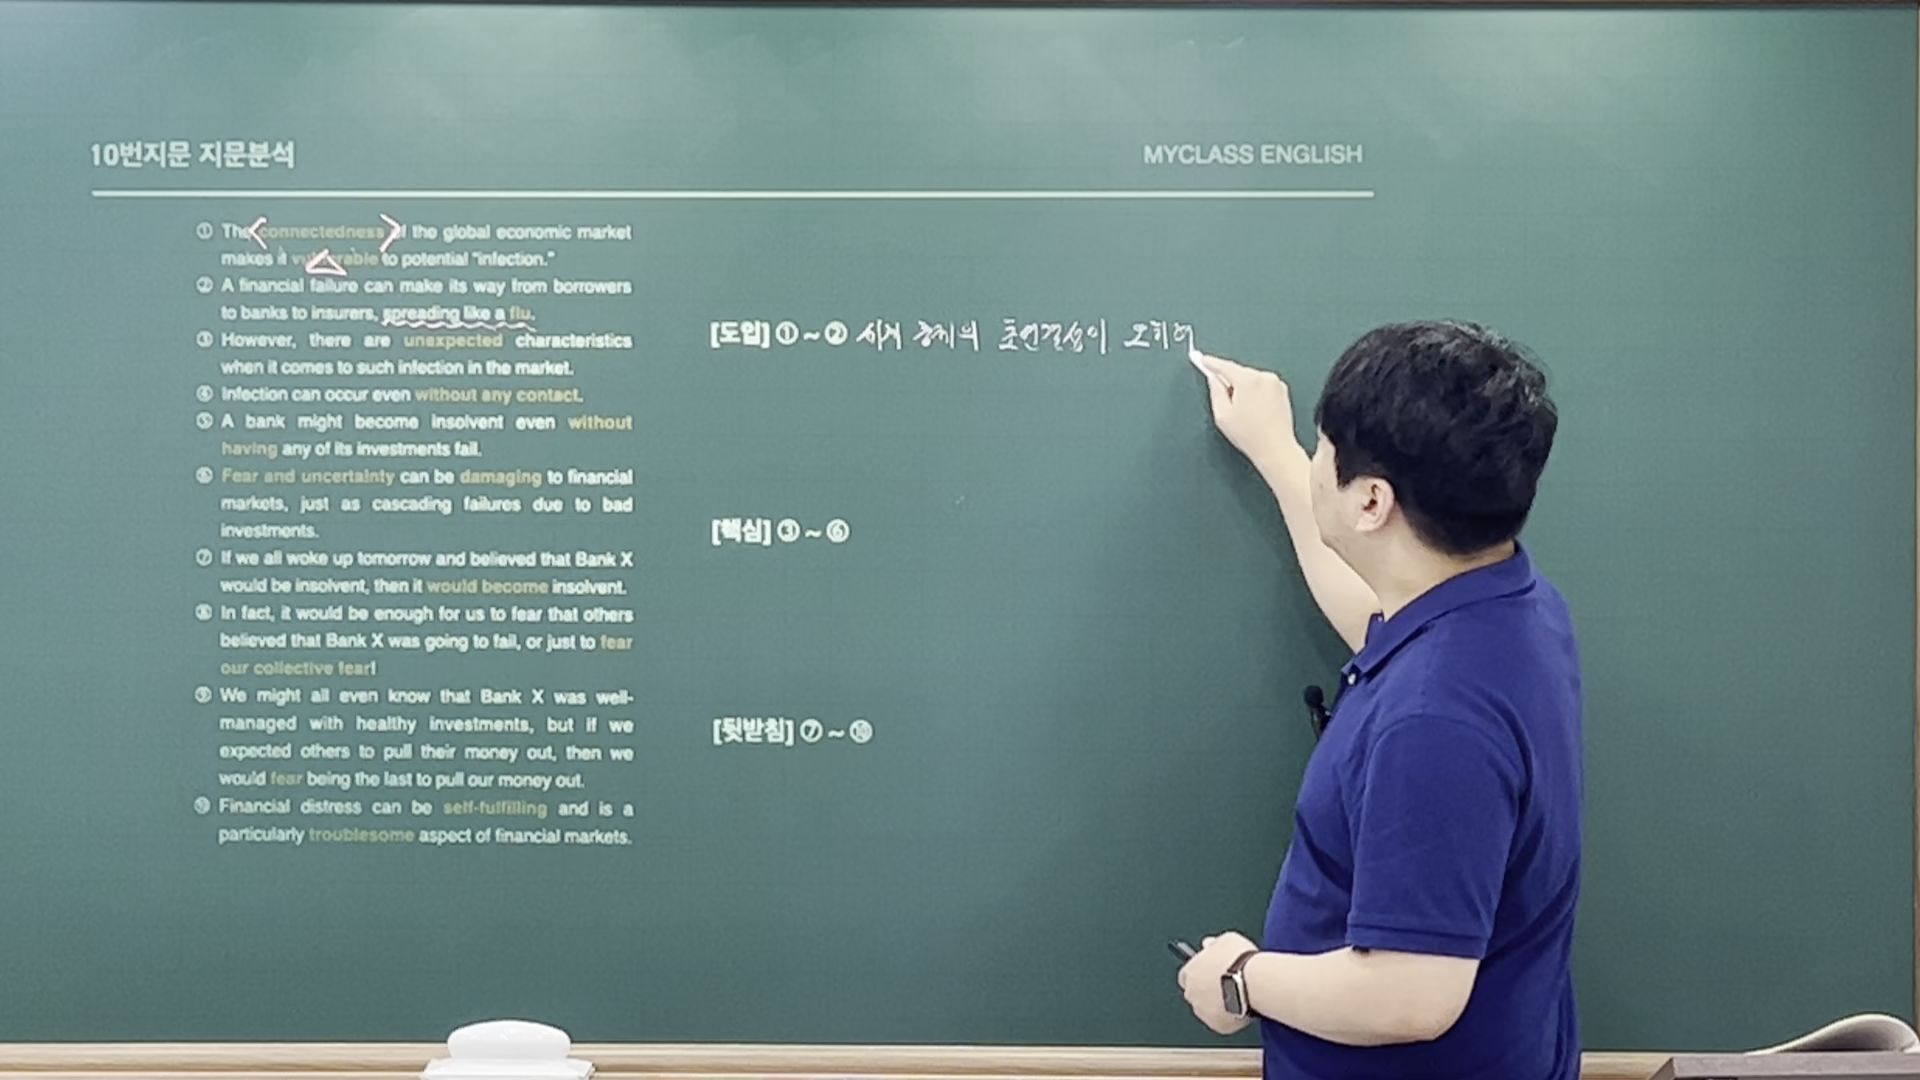 10번지문 지문분석
MYCLASS ENGLISH
① The connectedness of the global economic market
makes it vulnerable to potential “infection.”
② A financial failure can make its way from borrowers
to banks to insurers, spreading like a flu.
③ However, there are unexpected characteristics
when it comes to such infection in the market.
④ Infection can occur even without any contact.
⑤ A bank might become insolvent even without
having any of its investments fail.
⑥ Fear and uncertainty can be damaging to financial
markets, just as cascading failures due to bad
investments.
⑦ If we all woke up tomorrow and believed that Bank X
would be insolvent, then it would become insolvent.
⑧ In fact, it would be enough for us to fear that others
believed that Bank X was going to fail, or just to fear
our collective fear!
⑨ We might all even know that Bank X was well-
managed with healthy investments, but if we
expected others to pull their money out, then we
would fear being the last to pull our money out.
⑩ Financial distress can be self-fulfilling and is a
particularly troublesome aspect of financial markets.
[도입] ① ~ ② 세계 경제의 초연결성이 오히려
[핵심] ③ ~ ⑥
[뒷받침] ⑦ ~ ⑩